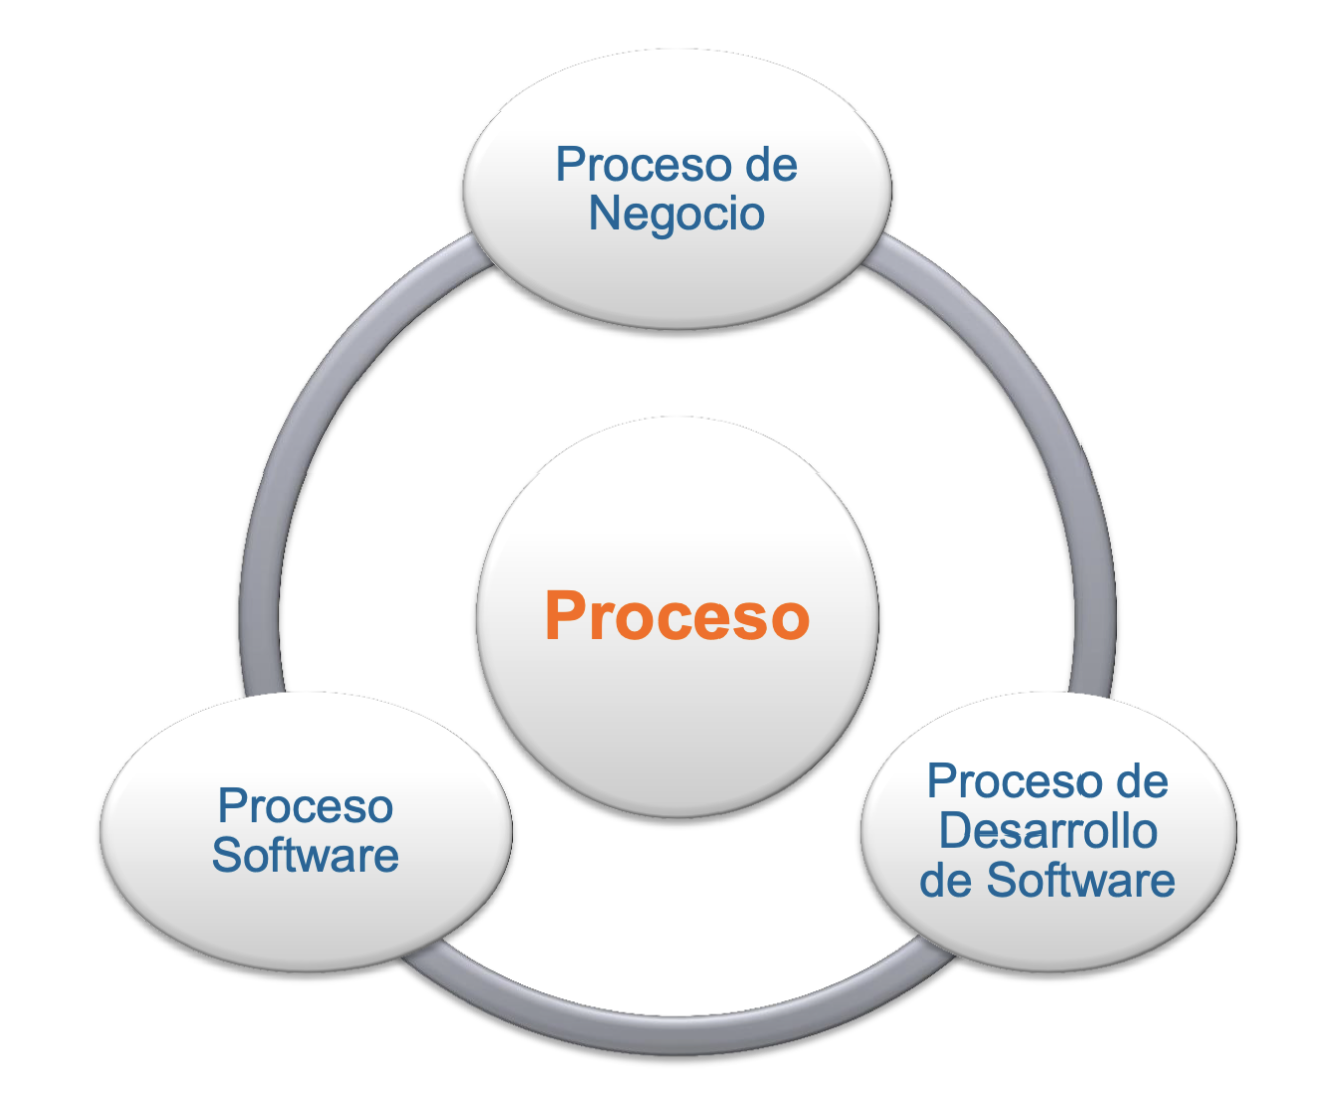 Proceso de
Negocio
Proceso
Proceso
Software
Proceso de
Desarrollo
de Software